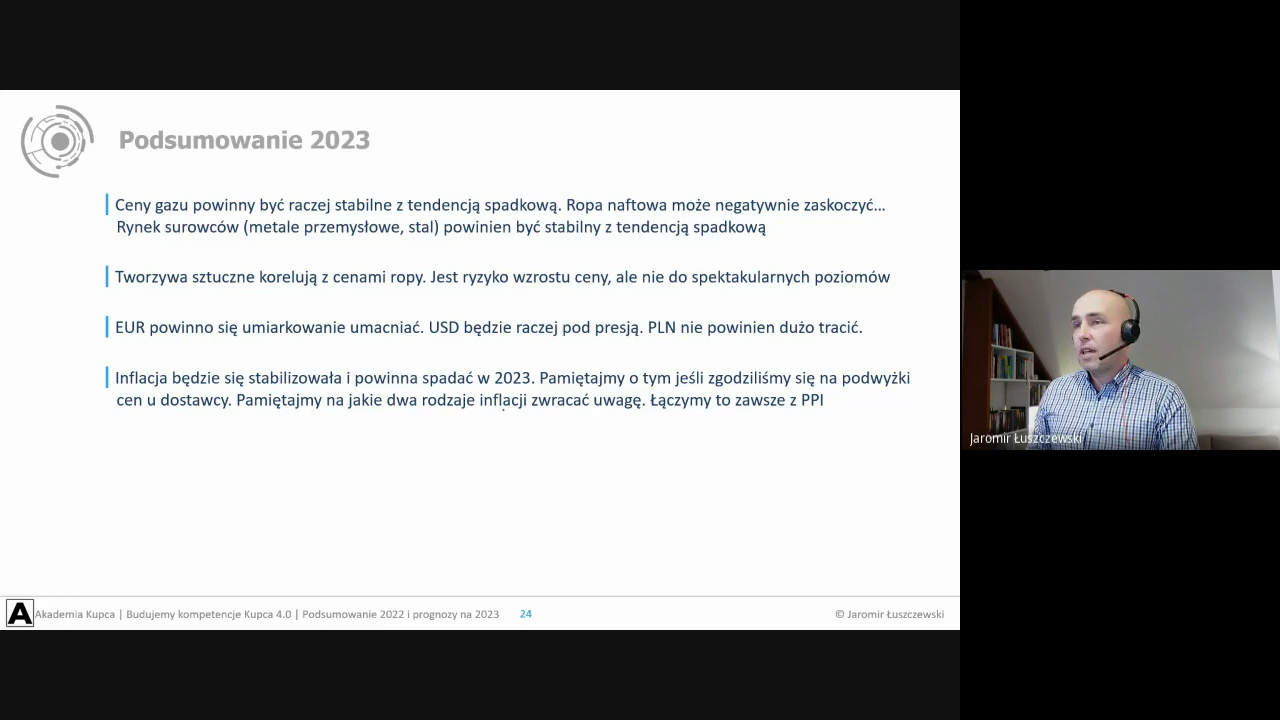 Podsumowanie 2023
Ceny gazu powinny być raczej stabilne z tendencją spadkową. Ropa naftowa może negatywnie zaskoczyć...
Rynek surowców (metale przemysłowe, stal) powinien być stabilny z tendencją spadkową
Tworzywa sztuczne korelują z cenami ropy. Jest ryzyko wzrostu ceny, ale nie do spektakularnych poziomów
EUR powinno się umiarkowanie umacniać. USD będzie raczej pod presją. PLN nie powinien dużo tracić.
Inflacja będzie się stabilizowała i powinna spadać w 2023. Pamiętajmy o tym jeśli zgodziliśmy się na podwyżki
cen u dostawcy. Pamiętajmy na jakie dwa rodzaje inflacji zwracać uwagę. Łączymy to zawsze z PPI
Jaromir Łuszczewski
A Akademia Kupca | Budujemy kompetencje Kupca 4.0 | Podsumowanie 2022 i prognozy na 2023 24 © Jaromir Łuszczewski